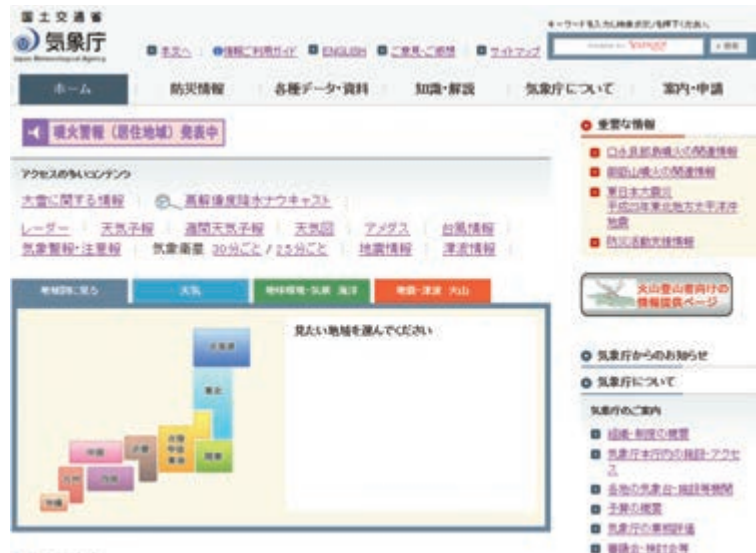 国土交通省
気象庁
Japan Meteorological Agency
キーワードを入力し検索ボタンを押下ください。
本文へ
情報ご利用ガイド
ENGLISH
ご意見・ご感想
サイトマップ
ホーム
防災情報
各種データ・資料
知識・解説
気象庁について
案内・申請
噴火警報（居住地域）発表中
アクセスの多いコンテンツ
大雪に関する情報
高解像度降水ナウキャスト
レーダー
天気予報
週間天気予報
天気図
アメダス
台風情報
気象警報・注意報
気象衛星 30分ごと / 2.5分ごと
地震情報
津波情報
地域別に見る
天気
地球環境・気候 海洋
地震・津波 火山
見たい地域を選んでください
北海道
東北
関東
近畿
中国
四国
九州
沖縄
重要な情報
口永良部島噴火の関連情報
御嶽山噴火の関連情報
東日本大震災
平成23年東北地方太平洋沖
地震
防災活動支援情報
火山登山者向けの
情報提供ページ
気象庁からのお知らせ
気象庁について
気象庁のご案内
組織・制度の概要
気象庁本庁内の施設・アクセ
ス
各地の気象台・施設等機関
予算の概要
気象庁の業務評価
審議会・検討会等